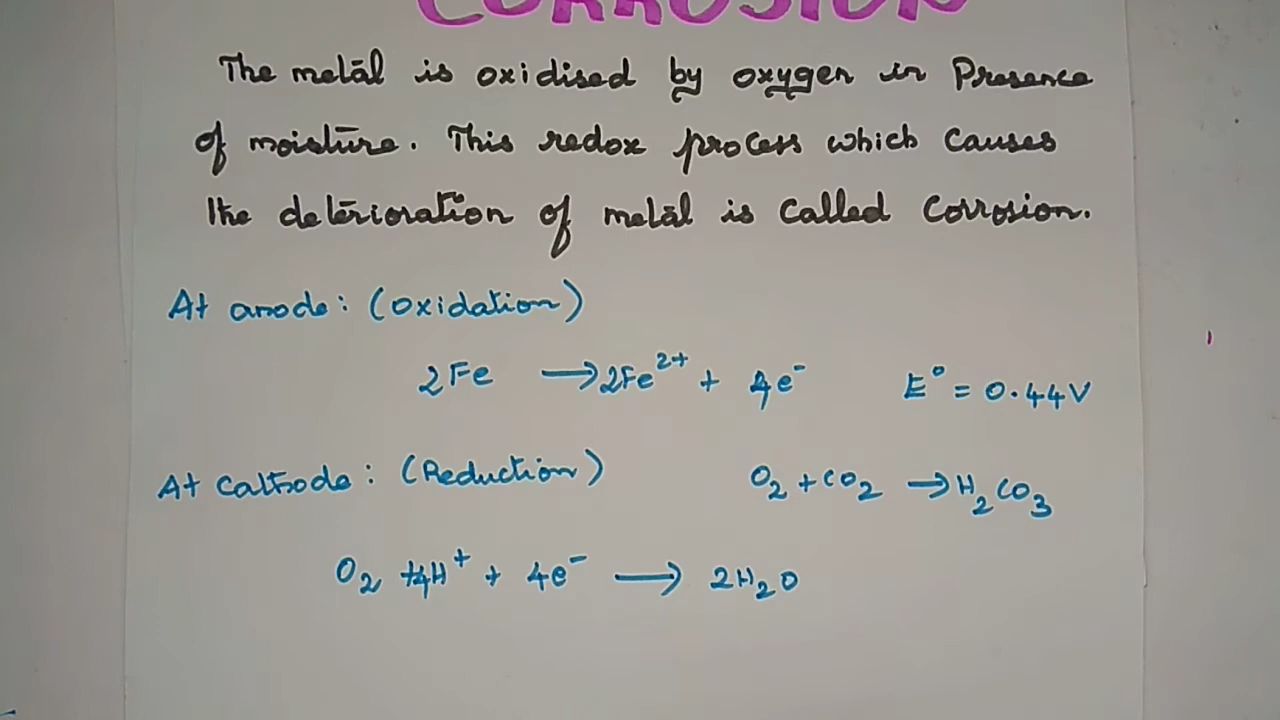 CORROSION
The metal is oxidised by oxygen in Presence
of moisture. This redox process which causes
the deterioration of metal is called Corrosion.
At anode: (Oxidation)
2Fe → 2Fe²⁺ + 4e⁻ E° = 0.44V
At Cathode: (Reduction) O₂ + CO₂ → H₂CO₃
O₂ + 4H⁺ + 4e⁻ → 2H₂O